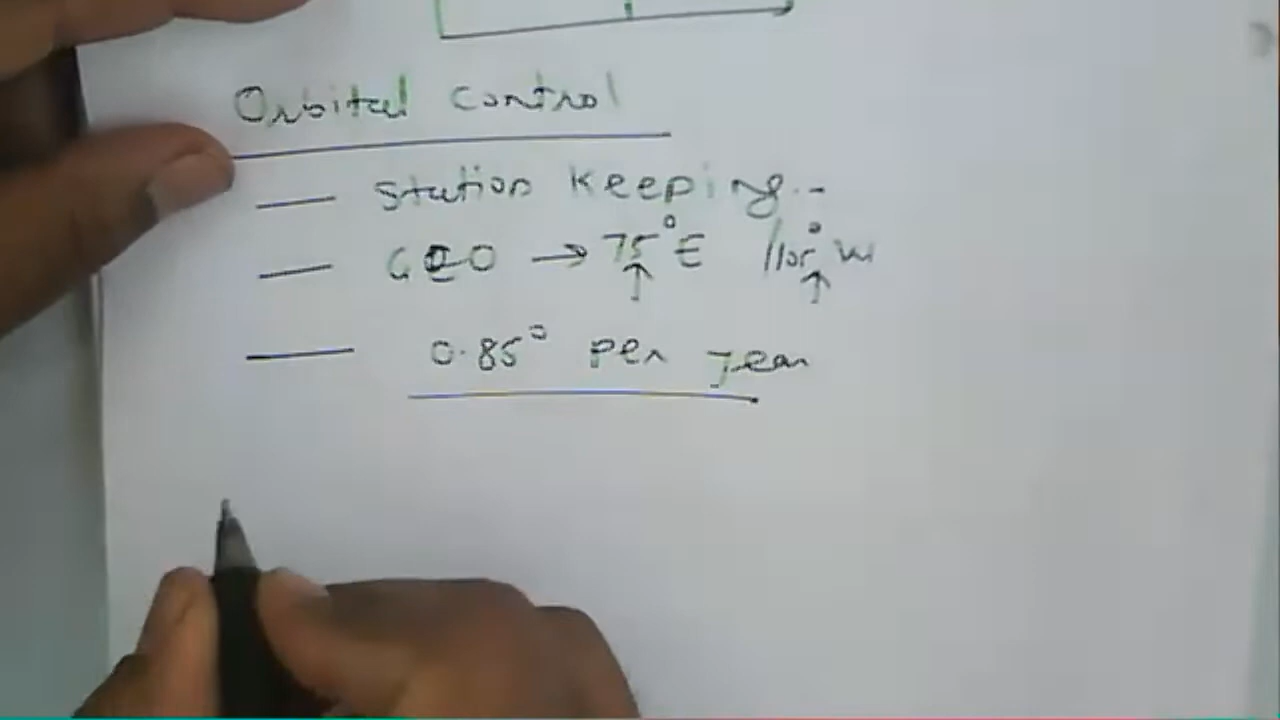 Orbital control
— Station keeping.-
— GEO → 75°E 105°W
— 0.85° per year